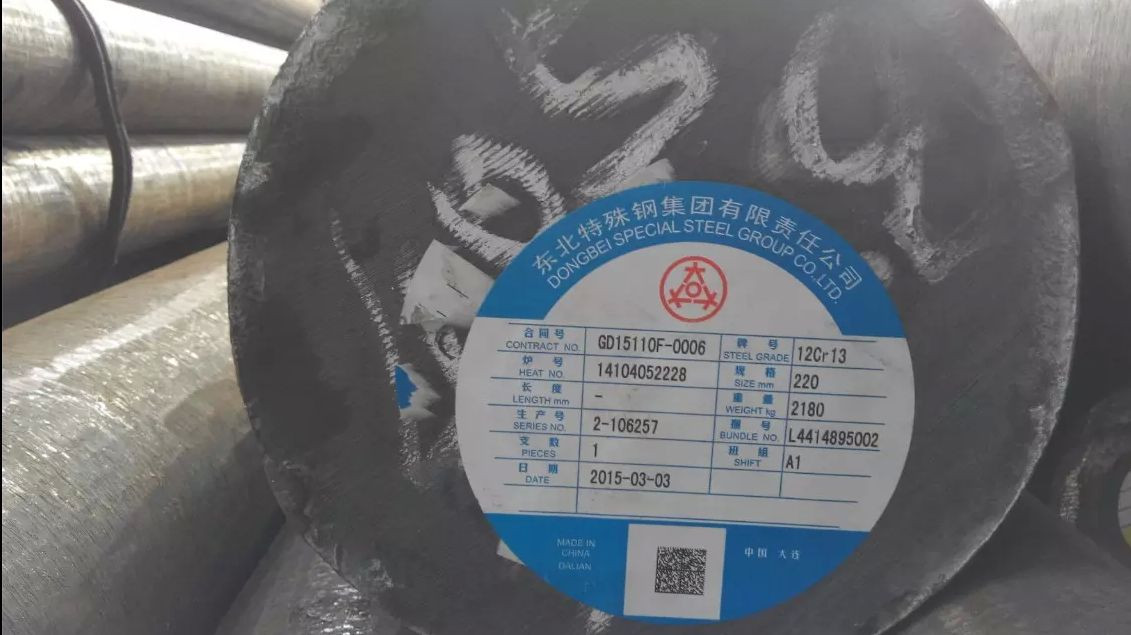 东北特殊钢集团有限责任公司
DONGBEI SPECIAL STEEL GROUP CO.,LTD.
合同号 GD15110F-0006 牌号 12Cr13
CONTRACT NO. STEEL GRADE
炉号 14104052228 规格 220
HEAT NO. SIZE mm
长度 - 重量 2180
LENGTH mm WEIGHT kg
生产号 2-106257 捆号 L4414895002
SERIES NO. BUNDLE NO.
支数 1 班组 A1
PIECES SHIFT
日期 2015-03-03
DATE
MADE IN
CHINA
DALIAN
中国 大连